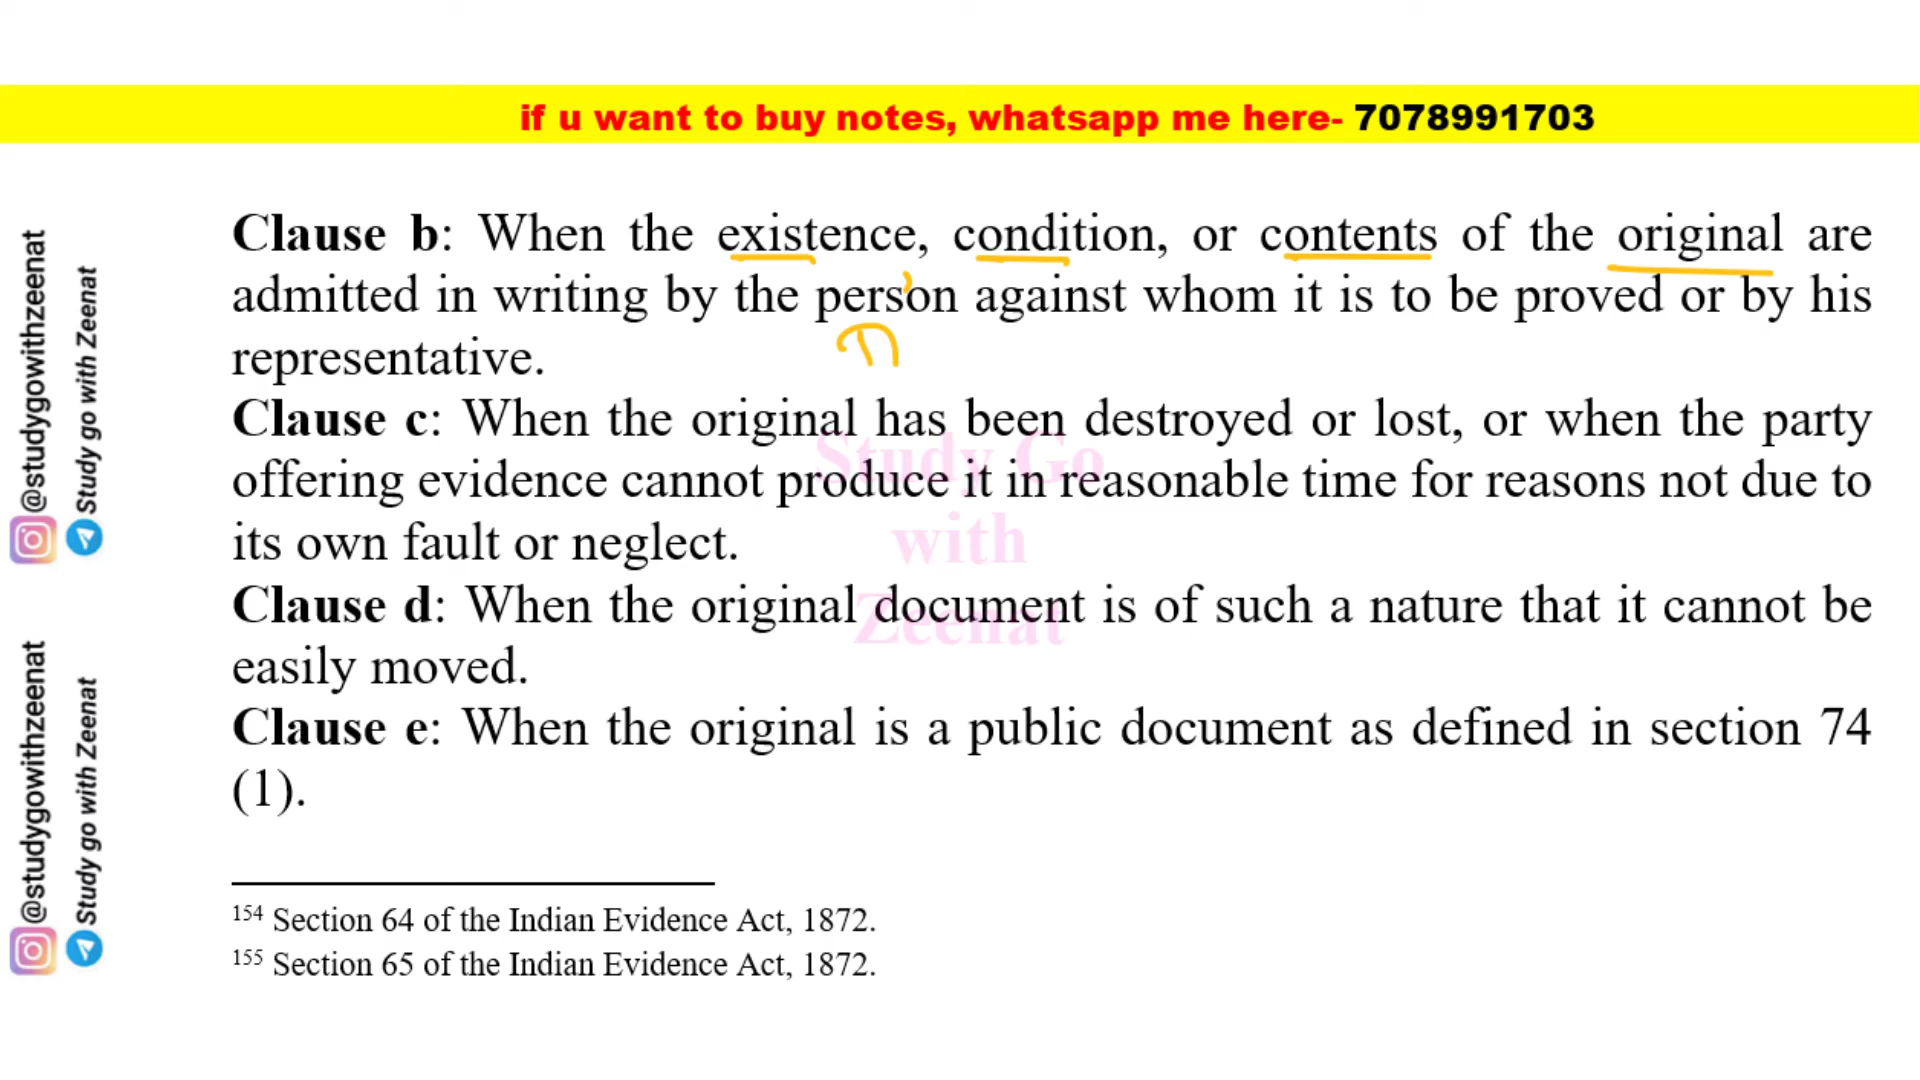 if u want to buy notes, whatsapp me here- 7078991703
Clause b: When the existence, condition, or contents of the original are
admitted in writing by the person against whom it is to be proved or by his
representative.
Clause c: When the original has been destroyed or lost, or when the party
offering evidence cannot produce it in reasonable time for reasons not due to
its own fault or neglect.
Clause d: When the original document is of such a nature that it cannot be
easily moved.
Clause e: When the original is a public document as defined in section 74
(1).
154 Section 64 of the Indian Evidence Act, 1872.
155 Section 65 of the Indian Evidence Act, 1872.
@studygowithzeenat
Study go with Zeenat
@studygowithzeenat
Study go with Zeenat
Study Go
with
Zeenat